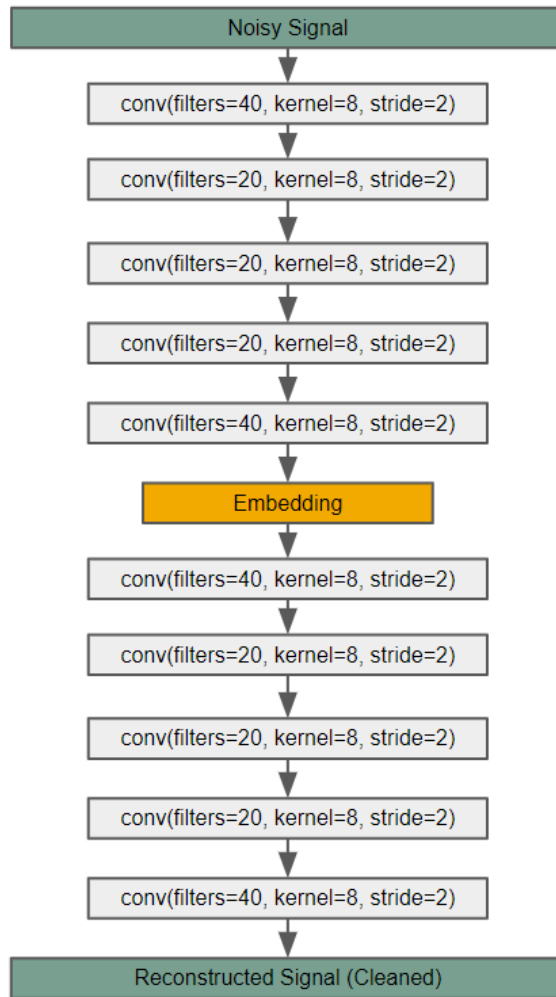 Noisy Signal
conv(filters=40, kernel=8, stride=2)
conv(filters=20, kernel=8, stride=2)
conv(filters=20, kernel=8, stride=2)
conv(filters=20, kernel=8, stride=2)
conv(filters=40, kernel=8, stride=2)
Embedding
conv(filters=40, kernel=8, stride=2)
conv(filters=20, kernel=8, stride=2)
conv(filters=20, kernel=8, stride=2)
conv(filters=20, kernel=8, stride=2)
conv(filters=40, kernel=8, stride=2)
Reconstructed Signal (Cleaned)